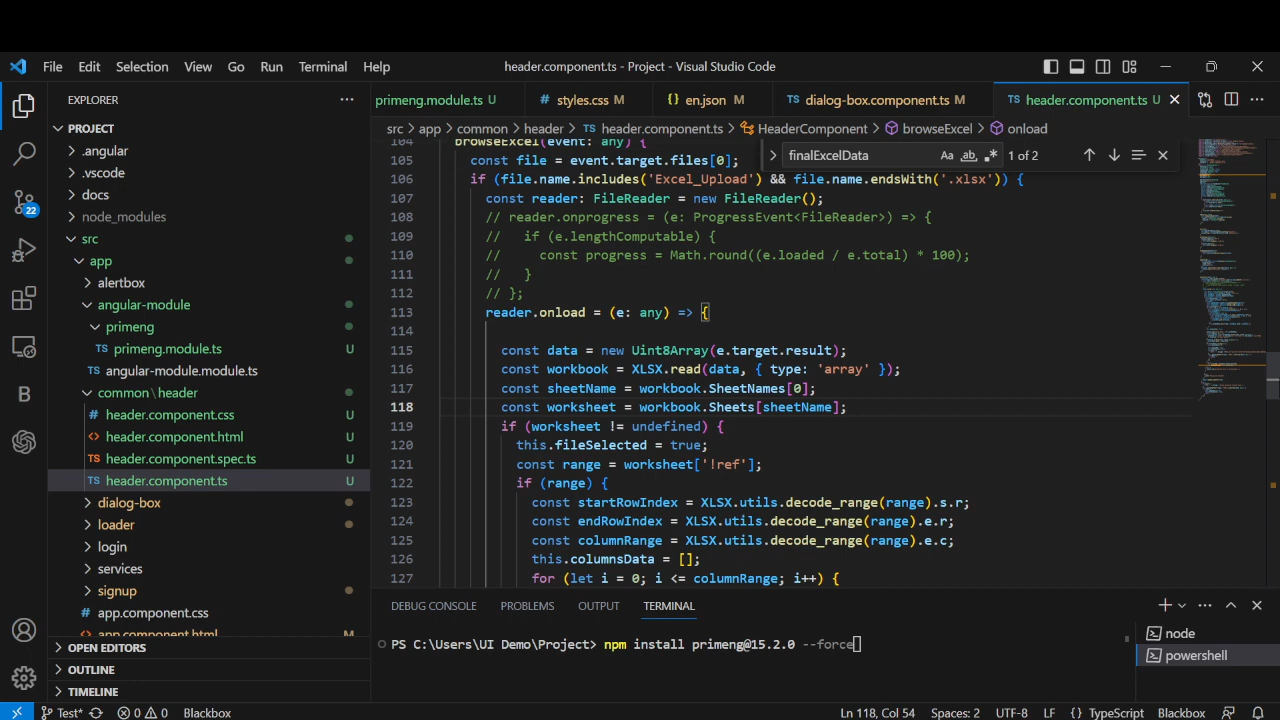 File Edit Selection View Go Run Terminal Help
header.component.ts - Project - Visual Studio Code
EXPLORER
PROJECT
.angular
.vscode
docs
node_modules
src
app
alertbox
angular-module
primeng
primeng.module.ts U
angular-module.module.ts
common\header
header.component.css U
header.component.html U
header.component.spec.ts U
header.component.ts U
dialog-box
loader
login
services
signup
app.component.css
app.component.html M
OPEN EDITORS
OUTLINE
TIMELINE
22
B
primeng.module.ts U
styles.css M
en.json M
dialog-box.component.ts M
header.component.ts U
src app common header header.component.ts HeaderComponent browseExcel onload
finalExcelData Aa ab 1 of 2
104 browseExcel(event: any) {
105 const file = event.target.files[0];
106 if (file.name.includes('Excel_Upload') && file.name.endsWith('.xlsx')) {
107 const reader: FileReader = new FileReader();
108 // reader.onprogress = (e: ProgressEvent<FileReader>) => {
109 // if (e.lengthComputable) {
110 // const progress = Math.round((e.loaded / e.total) * 100);
111 // }
112 // };
113 reader.onload = (e: any) => {
114
115 const data = new Uint8Array(e.target.result);
116 const workbook = XLSX.read(data, { type: 'array' });
117 const sheetName = workbook.SheetNames[0];
118 const worksheet = workbook.Sheets[sheetName];
119 if (worksheet != undefined) {
120 this.fileSelected = true;
121 const range = worksheet['!ref'];
122 if (range) {
123 const startRowIndex = XLSX.utils.decode_range(range).s.r;
124 const endRowIndex = XLSX.utils.decode_range(range).e.r;
125 const columnRange = XLSX.utils.decode_range(range).e.c;
126 this.columnsData = [];
127 for (let i = 0; i <= columnRange; i++) {
DEBUG CONSOLE PROBLEMS OUTPUT TERMINAL
PS C:\Users\UI Demo\Project> npm install primeng@15.2.0 --force
node
powershell
Test* 0 0 Blackbox
Ln 118, Col 54 Spaces: 2 UTF-8 LF {} TypeScript Blackbox